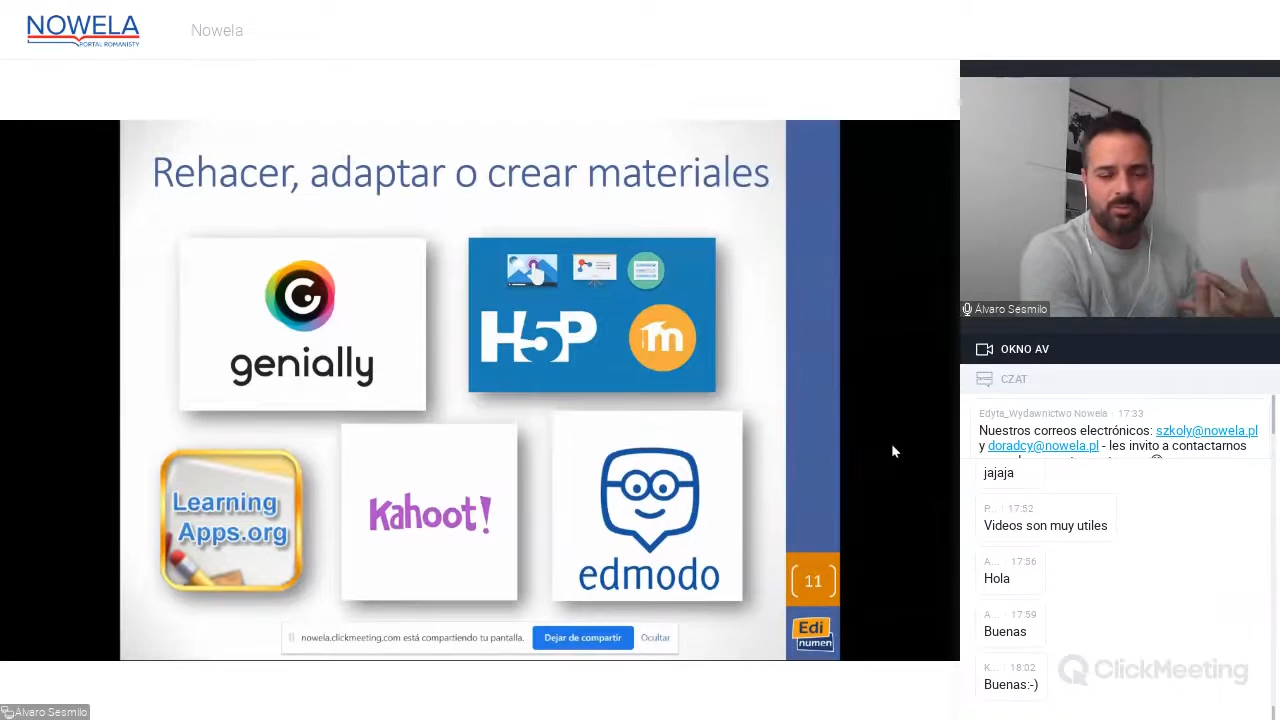 NOWELA
PORTAL ROMANISTY
Nowela
Rehacer, adaptar o crear materiales
genially
H5P
m
Learning
Apps.org
Kahoot!
edmodo
11
Edi
numen
nowela.clickmeeting.com está compartiendo tu pantalla.
Dejar de compartir
Ocultar
Álvaro Sesmilo
Álvaro Sesmilo
OKNO AV
CZAT
Edyta_Wydawnictwo Nowela 17:33
Nuestros correos electrónicos: szkoly@nowela.pl
y doradcy@nowela.pl - les invito a contactarnos
jajaja
P... 17:52
Videos son muy utiles
A... 17:56
Hola
A... 17:59
Buenas
K... 18:02
Buenas:-)
ClickMeeting